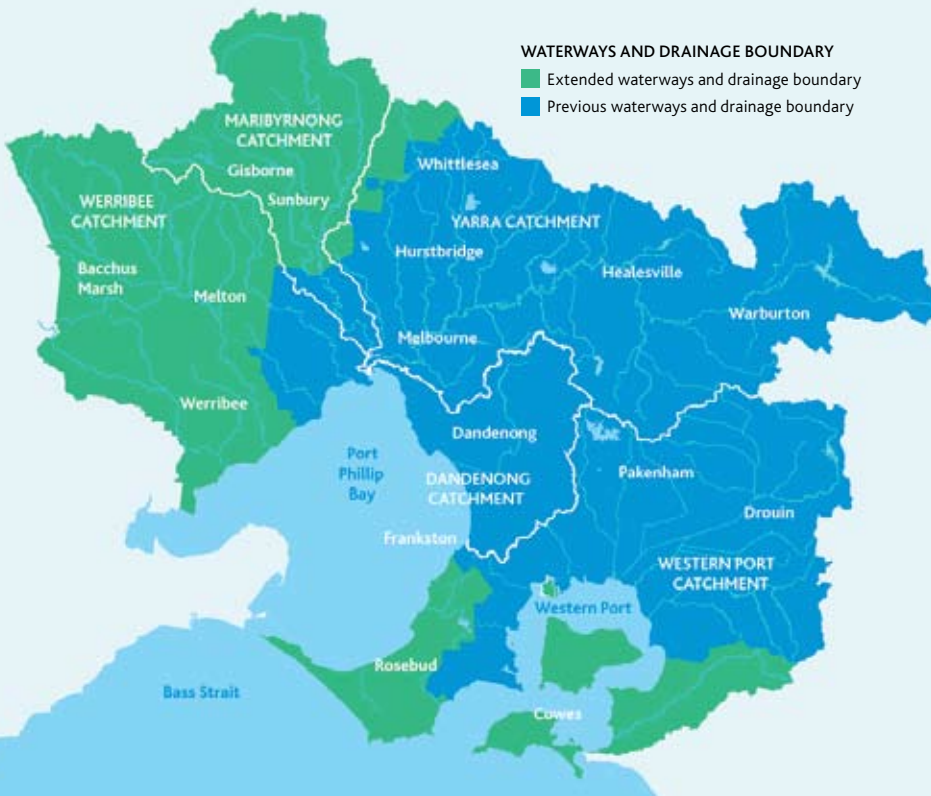 WATERWAYS AND DRAINAGE BOUNDARY
Extended waterways and drainage boundary
Previous waterways and drainage boundary
MARIBYRNONG
CATCHMENT
Gisborne
Sunbury
Whittlesea
WERRIBEE
CATCHMENT
YARRA CATCHMENT
Hurstbridge
Healesville
Bacchus
Marsh
Melton
Warburton
Melbourne
Werribee
Dandenong
Port
Phillip
Bay
DANDENONG
CATCHMENT
Pakenham
Drouin
Frankston
WESTERN PORT
CATCHMENT
Western Port
Rosebud
Bass Strait
Cowes